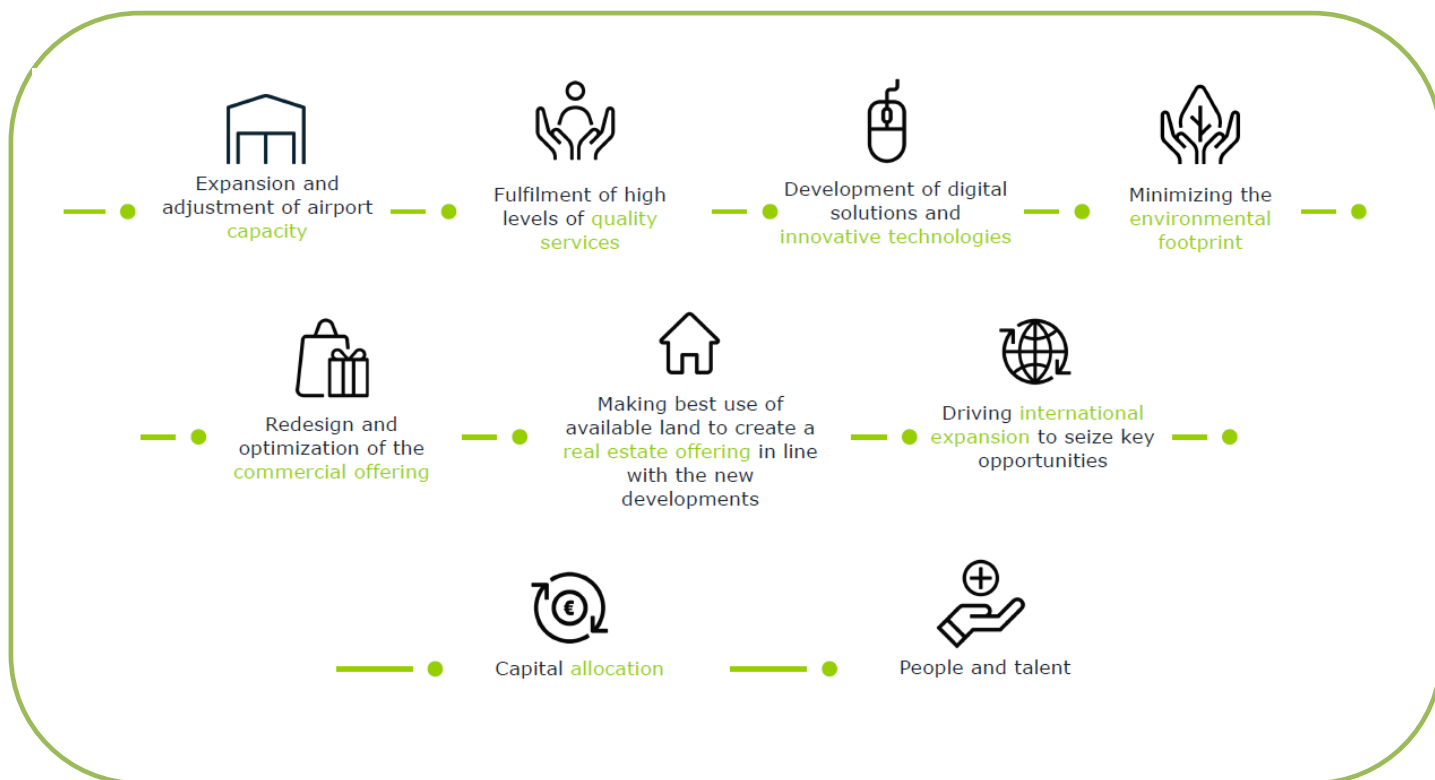 Expansion and
adjustment of airport
capacity
Fulfilment of high
levels of quality
services
Development of digital
solutions and
innovative technologies
Minimizing the
environmental
footprint
Redesign and
optimization of the
commercial offering
Making best use of
available land to create a
real estate offering in line
with the new
developments
Driving international
expansion to seize key
opportunities
€
Capital allocation
People and talent